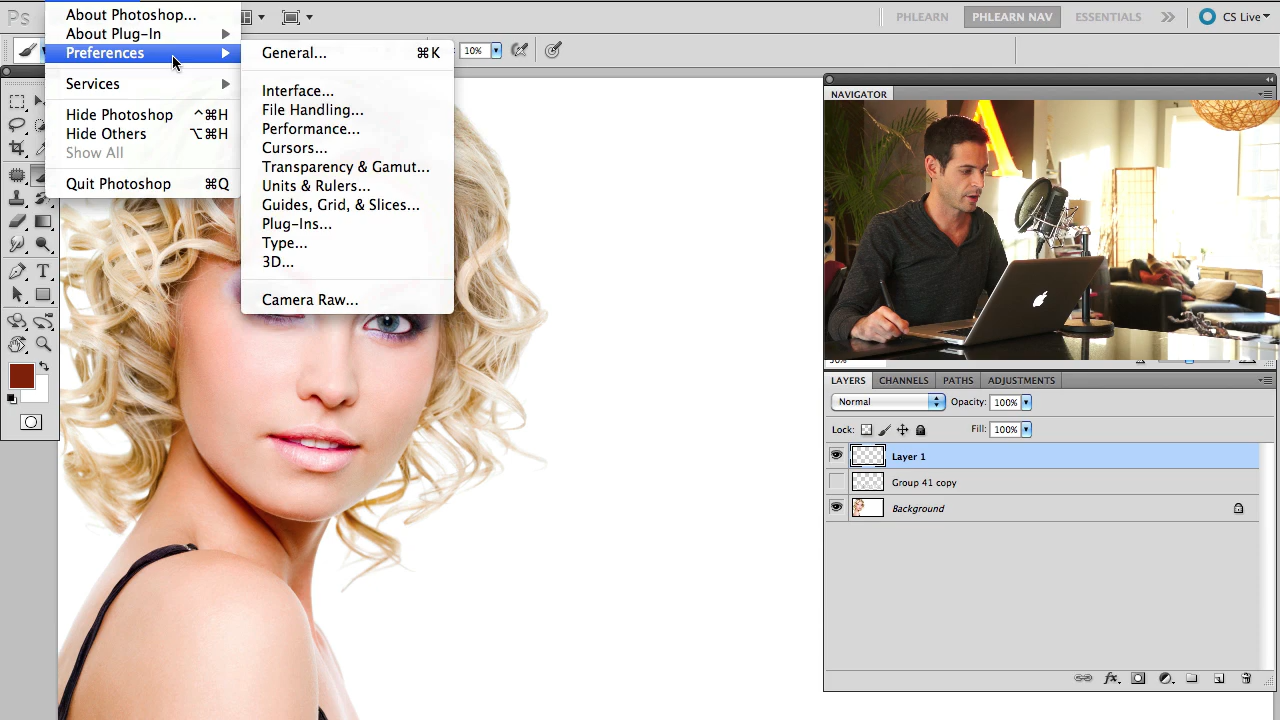 Ps
PHLEARN
PHLEARN NAV
ESSENTIALS
CS Live
About Photoshop...
About Plug-In
Preferences
Services
Hide Photoshop ^⌘H
Hide Others ⌥⌘H
Show All
Quit Photoshop ⌘Q
10%
General... ⌘K
Interface...
File Handling...
Performance...
Cursors...
Transparency & Gamut...
Units & Rulers...
Guides, Grid, & Slices...
Plug-Ins...
Type...
3D...
Camera Raw...
NAVIGATOR
LAYERS CHANNELS PATHS ADJUSTMENTS
Normal Opacity: 100%
Lock: Fill: 100%
Layer 1
Group 41 copy
Background
fx